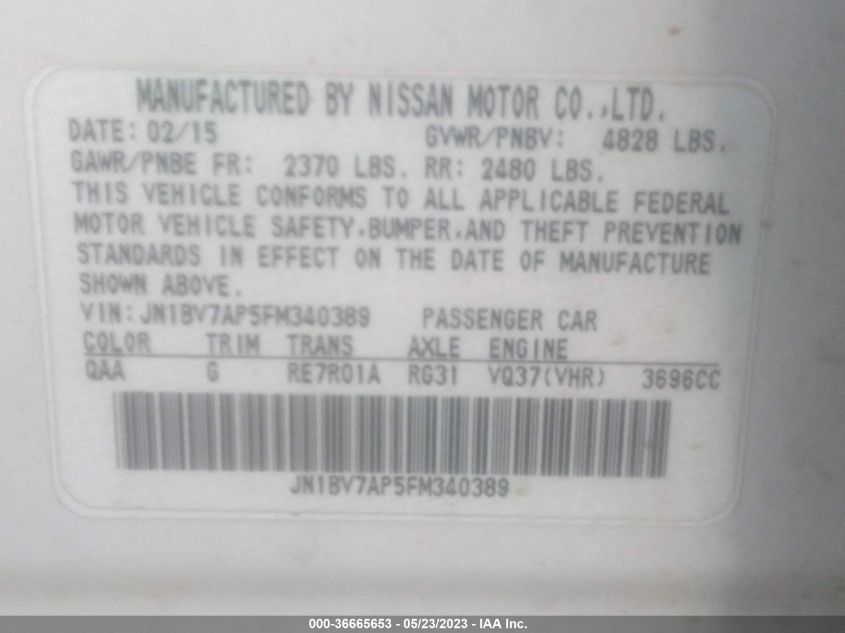 MANUFACTURED BY NISSAN MOTOR CO.,LTD.
DATE: 02/15 GVWR/PNBV: 4828 LBS.
GAWR/PNBE FR: 2370 LBS. RR: 2480 LBS.
THIS VEHICLE CONFORMS TO ALL APPLICABLE FEDERAL
MOTOR VEHICLE SAFETY,BUMPER,AND THEFT PREVENTION
STANDARDS IN EFFECT ON THE DATE OF MANUFACTURE
SHOWN ABOVE.
VIN:JN1BV7AP5FM340389 PASSENGER CAR
COLOR TRIM TRANS AXLE ENGINE
QAA G RE7R01A RG31 VQ37(VHR) 3696CC
JN1BV7AP5FM340389
000-36665653 - 05/23/2023 - IAA Inc.